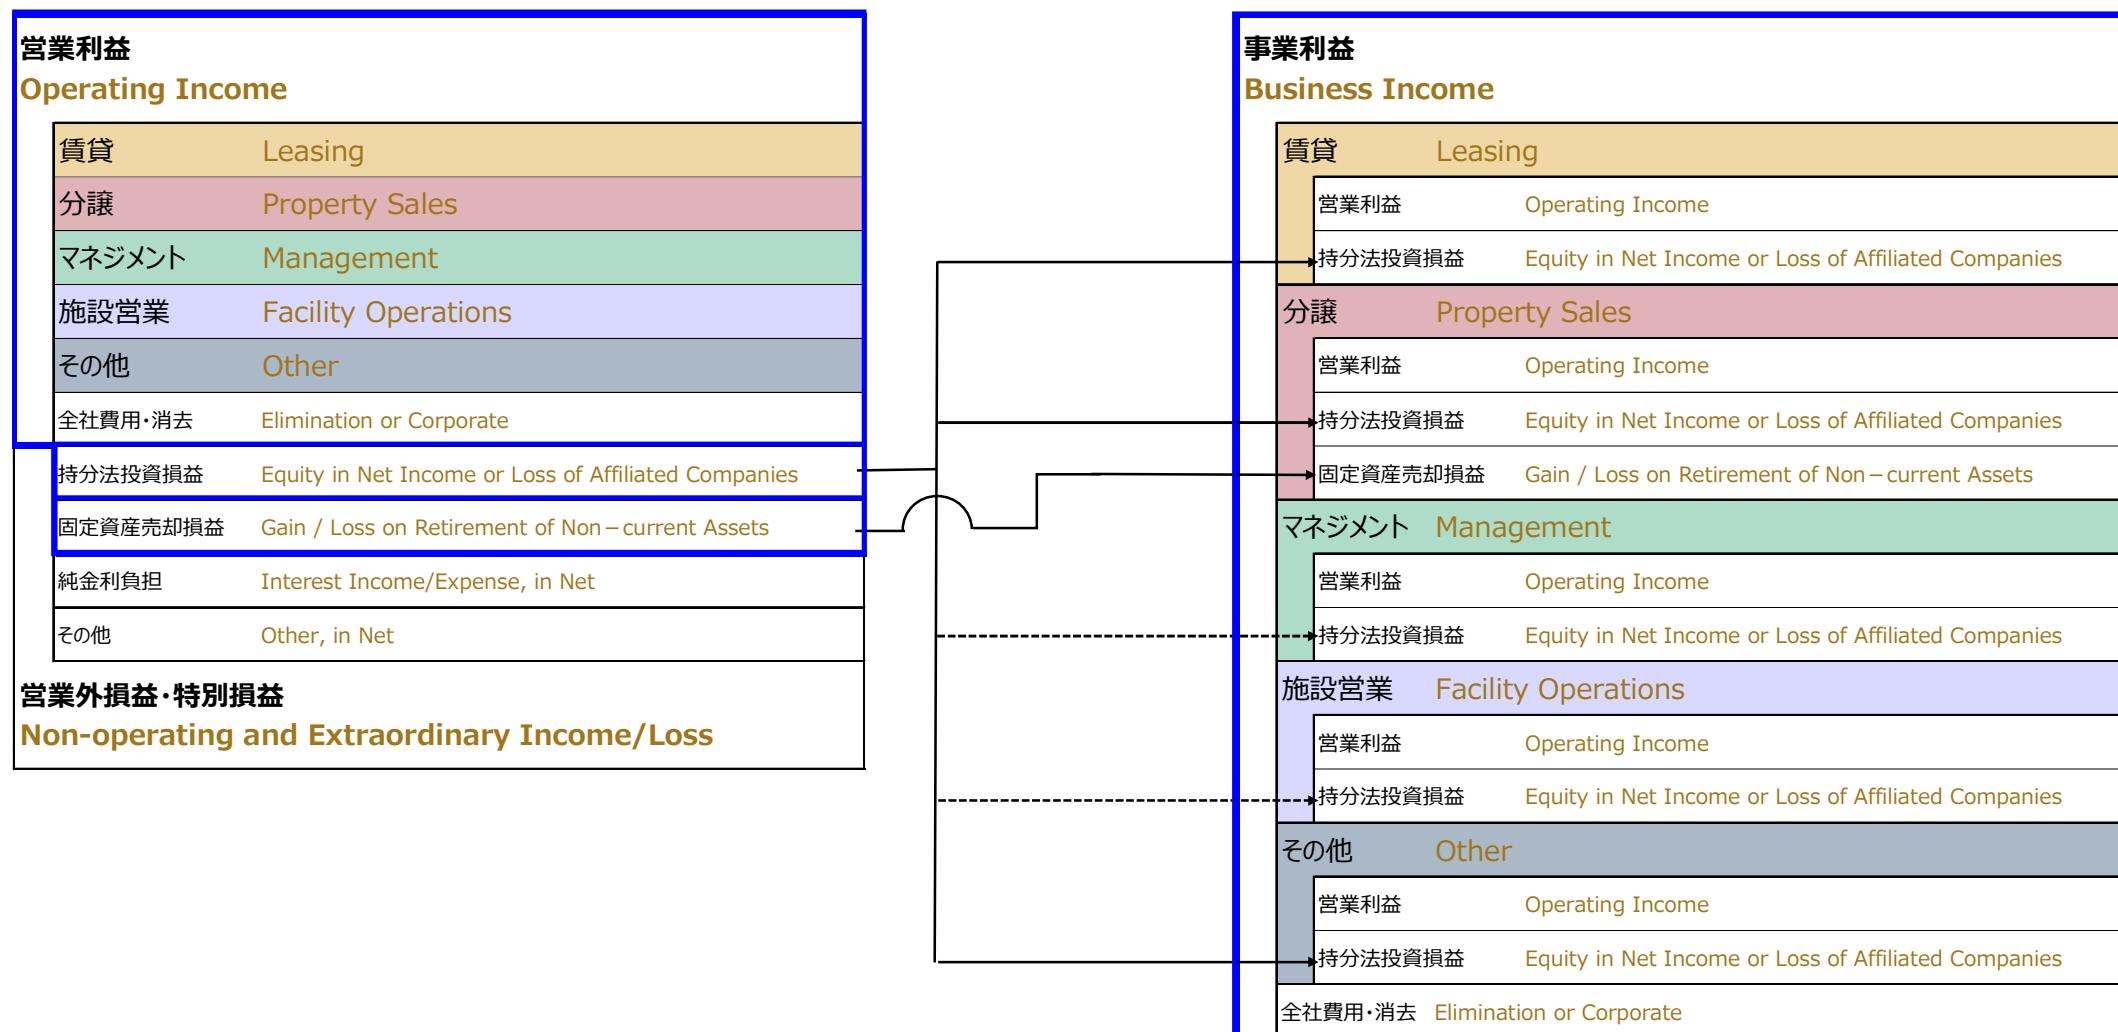 営業利益
Operating Income
賃貸 Leasing
分譲 Property Sales
マネジメント Management
施設営業 Facility Operations
その他 Other
全社費用・消去 Elimination or Corporate
持分法投資損益 Equity in Net Income or Loss of Affiliated Companies
固定資産売却損益 Gain / Loss on Retirement of Non－current Assets
純金利負担 Interest Income/Expense, in Net
その他 Other, in Net
営業外損益・特別損益
Non-operating and Extraordinary Income/Loss
事業利益
Business Income
賃貸 Leasing
営業利益 Operating Income
持分法投資損益 Equity in Net Income or Loss of Affiliated Companies
分譲 Property Sales
営業利益 Operating Income
持分法投資損益 Equity in Net Income or Loss of Affiliated Companies
固定資産売却損益 Gain / Loss on Retirement of Non－current Assets
マネジメント Management
営業利益 Operating Income
持分法投資損益 Equity in Net Income or Loss of Affiliated Companies
施設営業 Facility Operations
営業利益 Operating Income
持分法投資損益 Equity in Net Income or Loss of Affiliated Companies
その他 Other
営業利益 Operating Income
持分法投資損益 Equity in Net Income or Loss of Affiliated Companies
全社費用・消去 Elimination or Corporate